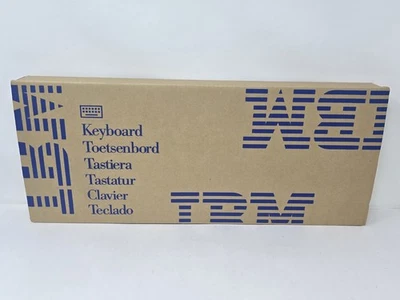 IBM
Keyboard
Toetsenbord
Tastiera
Tastatur
Clavier
Teclado
IBM
IBM